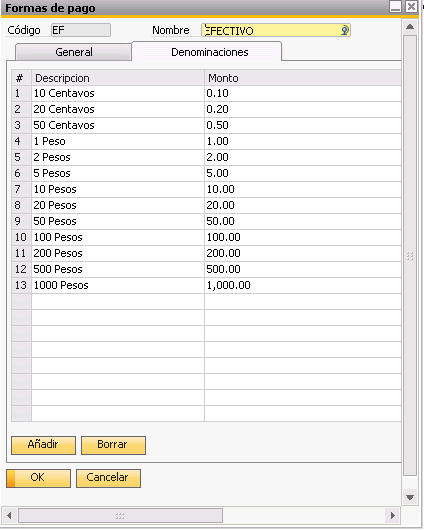 Formas de pago
Código EF Nombre EFECTIVO
General Denominaciones
# Descripcion Monto
1 10 Centavos 0.10
2 20 Centavos 0.20
3 50 Centavos 0.50
4 1 Peso 1.00
5 2 Pesos 2.00
6 5 Pesos 5.00
7 10 Pesos 10.00
8 20 Pesos 20.00
9 50 Pesos 50.00
10 100 Pesos 100.00
11 200 Pesos 200.00
12 500 Pesos 500.00
13 1000 Pesos 1,000.00
Añadir Borrar
OK Cancelar